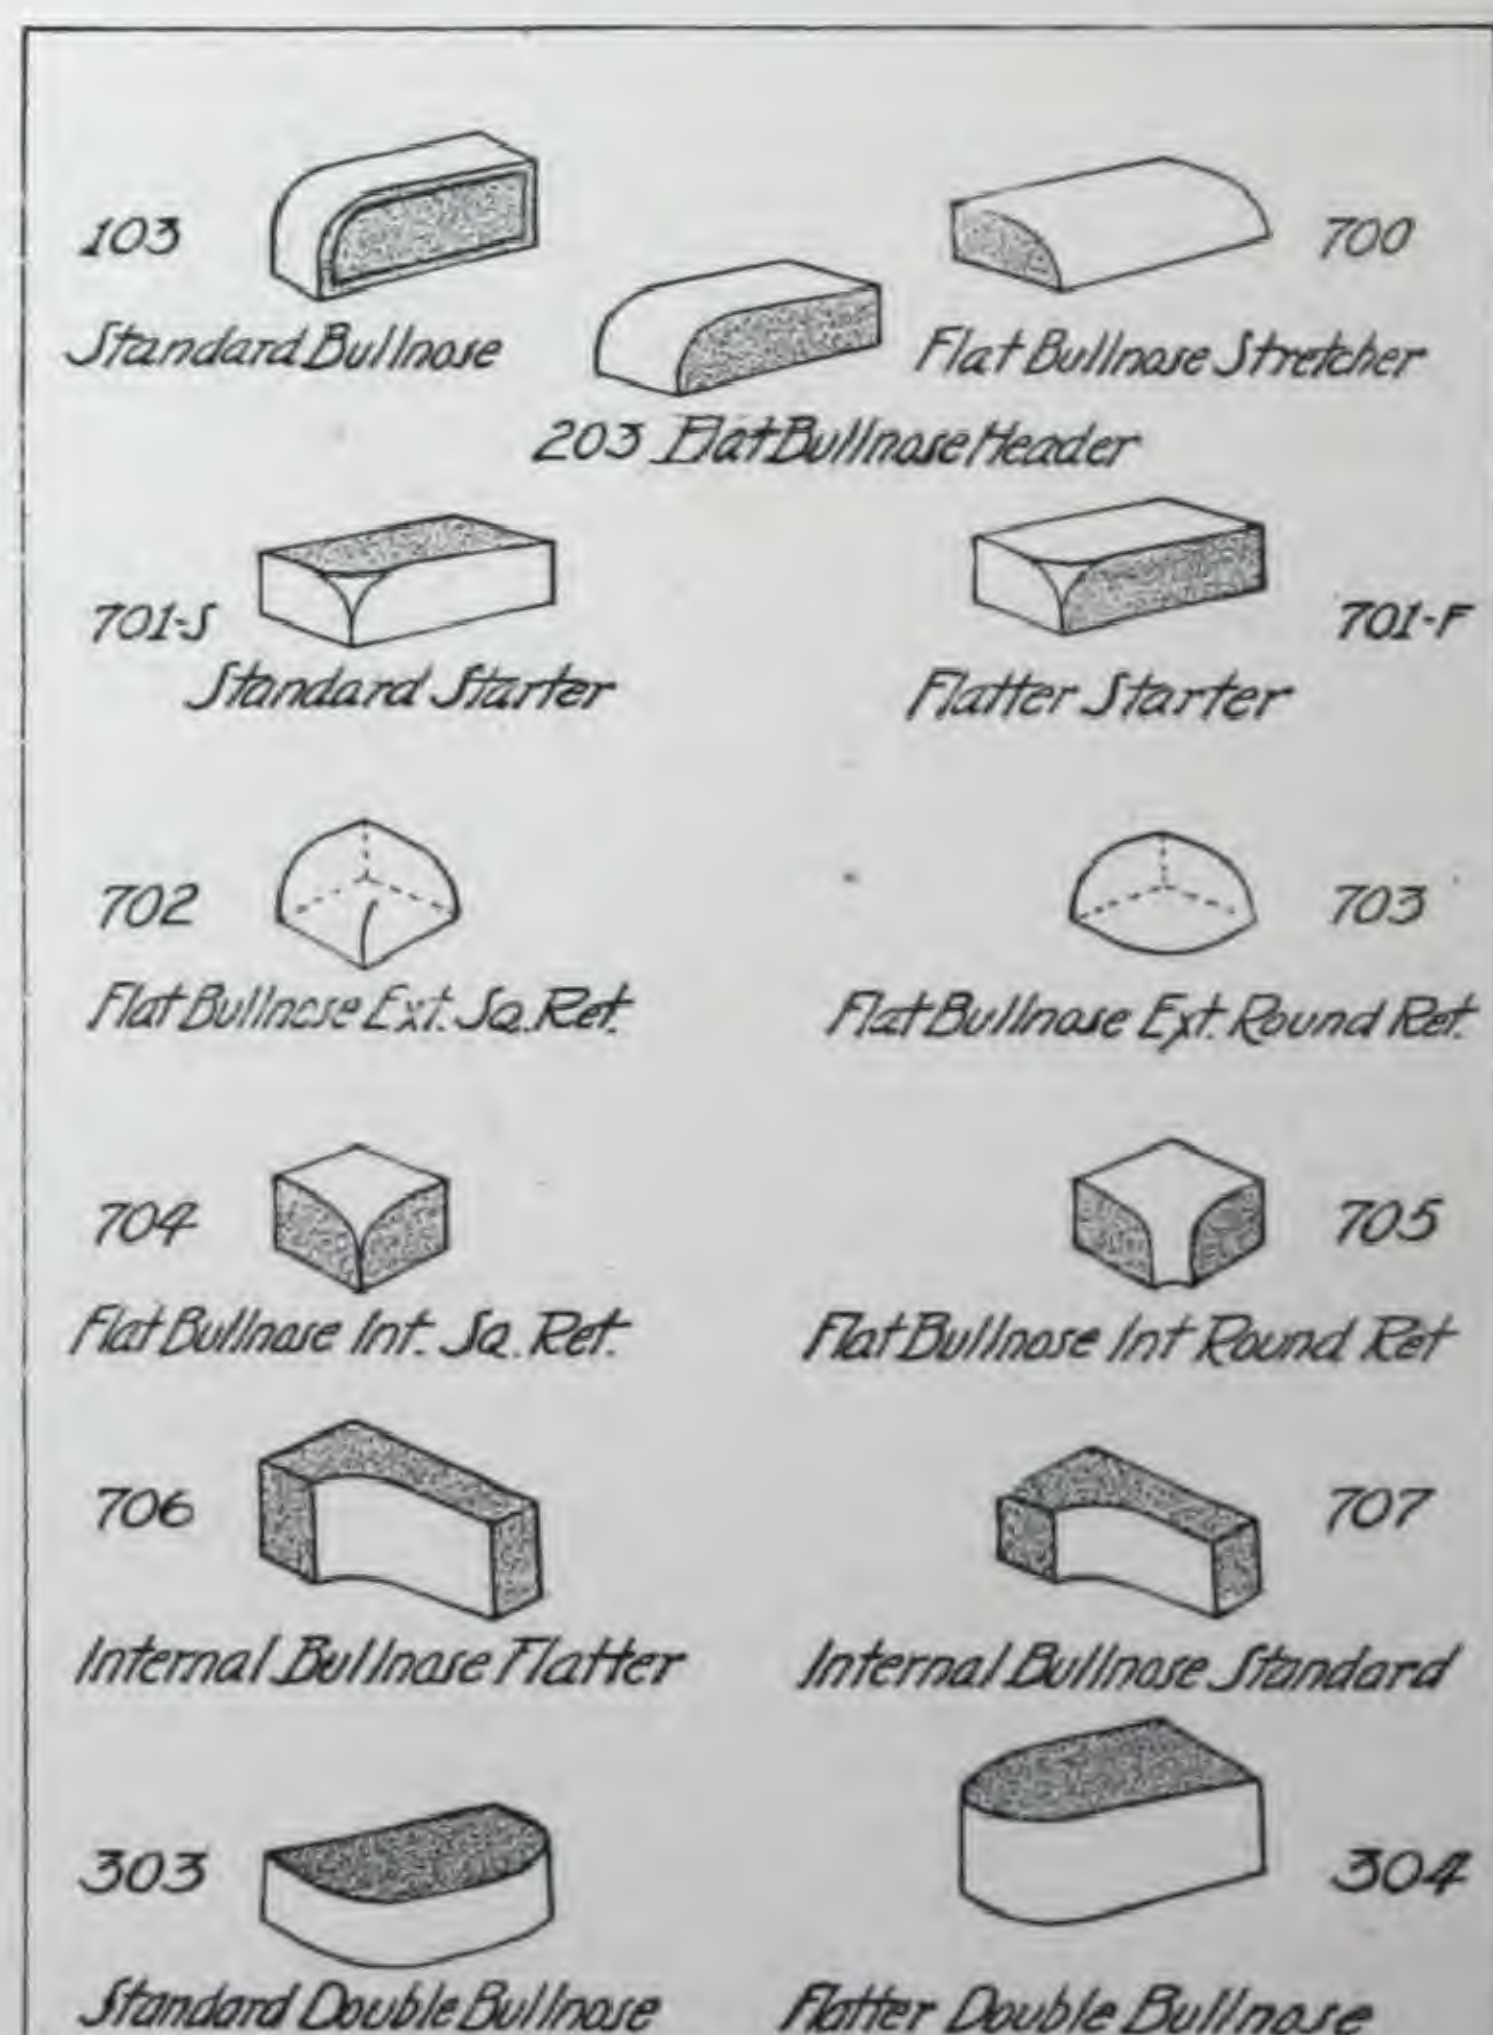 103
Standard Bullnose
700
Flat Bullnose Stretcher
203 Flat Bullnose Header
701-S
Standard Starter
701-F
Flatter Starter
702
Flat Bullnose Ext. Sq. Ret.
703
Flat Bullnose Ext. Round Ret.
704
Flat Bullnose Int. Sq. Ret.
705
Flat Bullnose Int Round Ret
706
Internal Bullnose Flatter
707
Internal Bullnose Standard
303
Standard Double Bullnose
304
Flatter Double Bullnose